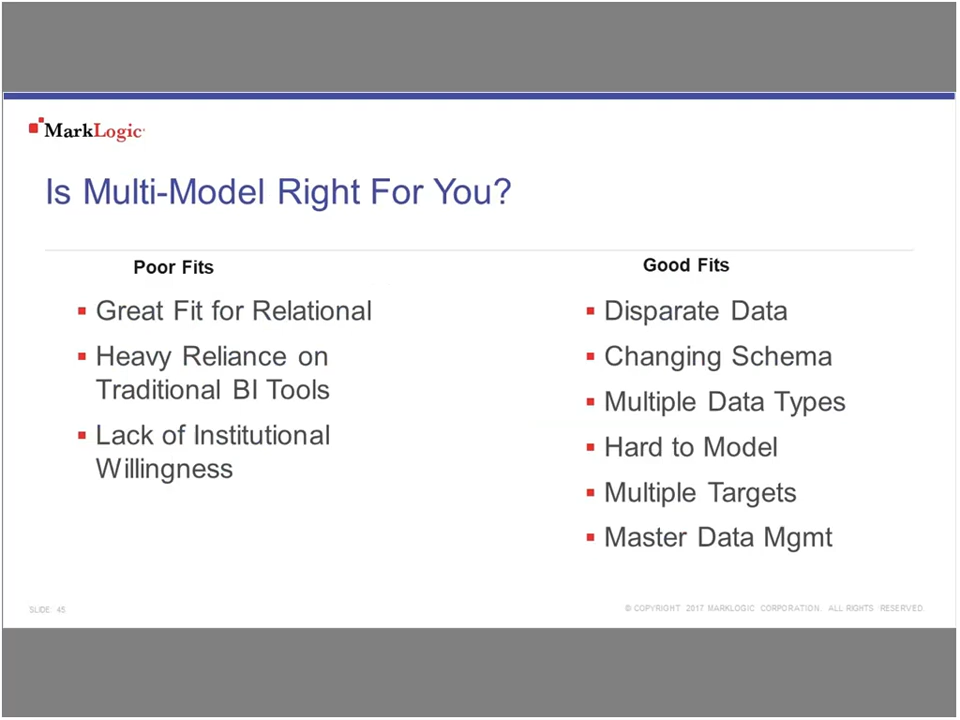 MarkLogic
Is Multi-Model Right For You?
Poor Fits
Great Fit for Relational
Heavy Reliance on
Traditional BI Tools
Lack of Institutional
Willingness
Good Fits
Disparate Data
Changing Schema
Multiple Data Types
Hard to Model
Multiple Targets
Master Data Mgmt
SLIDE: 45
© COPYRIGHT 2017 MARKLOGIC CORPORATION. ALL RIGHTS RESERVED.